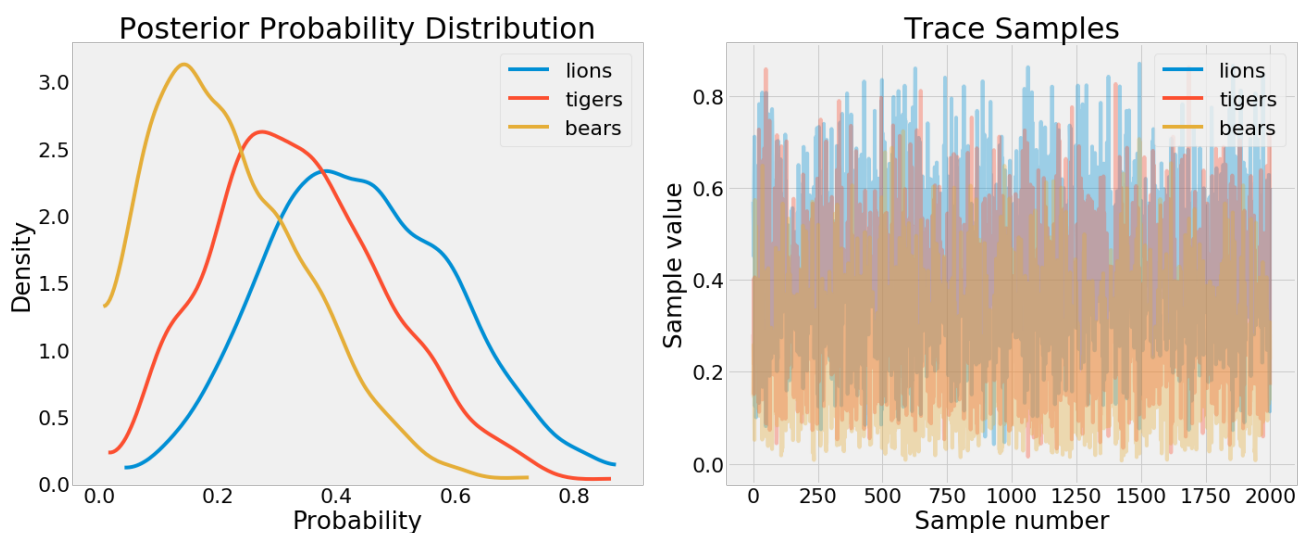 Posterior Probability Distribution
Density
3.0
2.5
2.0
1.5
1.0
0.5
0.0
lions
tigers
bears
0.0 0.2 0.4 0.6 0.8
Probability
Trace Samples
Sample value
0.8
0.6
0.4
0.2
0.0
lions
tigers
bears
0 250 500 750 1000 1250 1500 1750 2000
Sample number